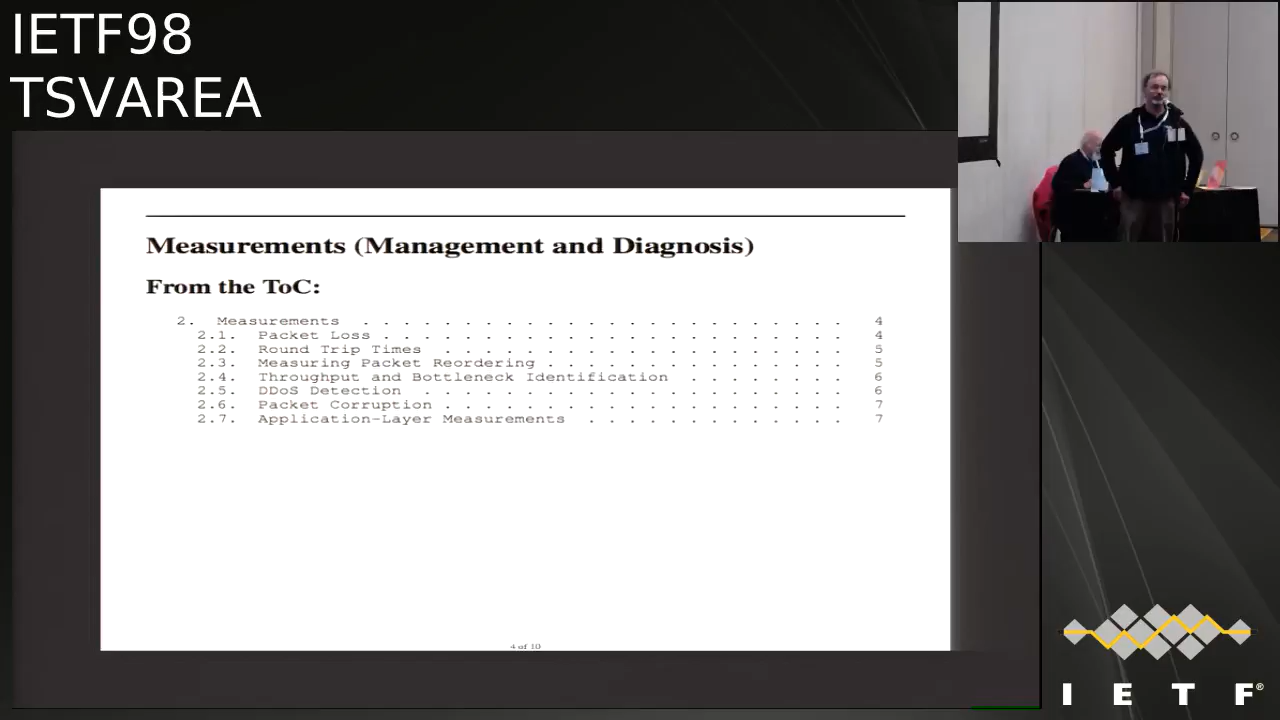 IETF98
TSVAREA
Measurements (Management and Diagnosis)
From the ToC:
2. Measurements . . . . . . . . . . . . . . . . . . . . . . . . 4
2.1. Packet Loss . . . . . . . . . . . . . . . . . . . . . . . 4
2.2. Round Trip Times . . . . . . . . . . . . . . . . . . . . 5
2.3. Measuring Packet Reordering . . . . . . . . . . . . . . . 5
2.4. Throughput and Bottleneck Identification . . . . . . . . 6
2.5. DDoS Detection . . . . . . . . . . . . . . . . . . . . . 6
2.6. Packet Corruption . . . . . . . . . . . . . . . . . . . . 7
2.7. Application-Layer Measurements . . . . . . . . . . . . . 7
4 of 10
I E T F®